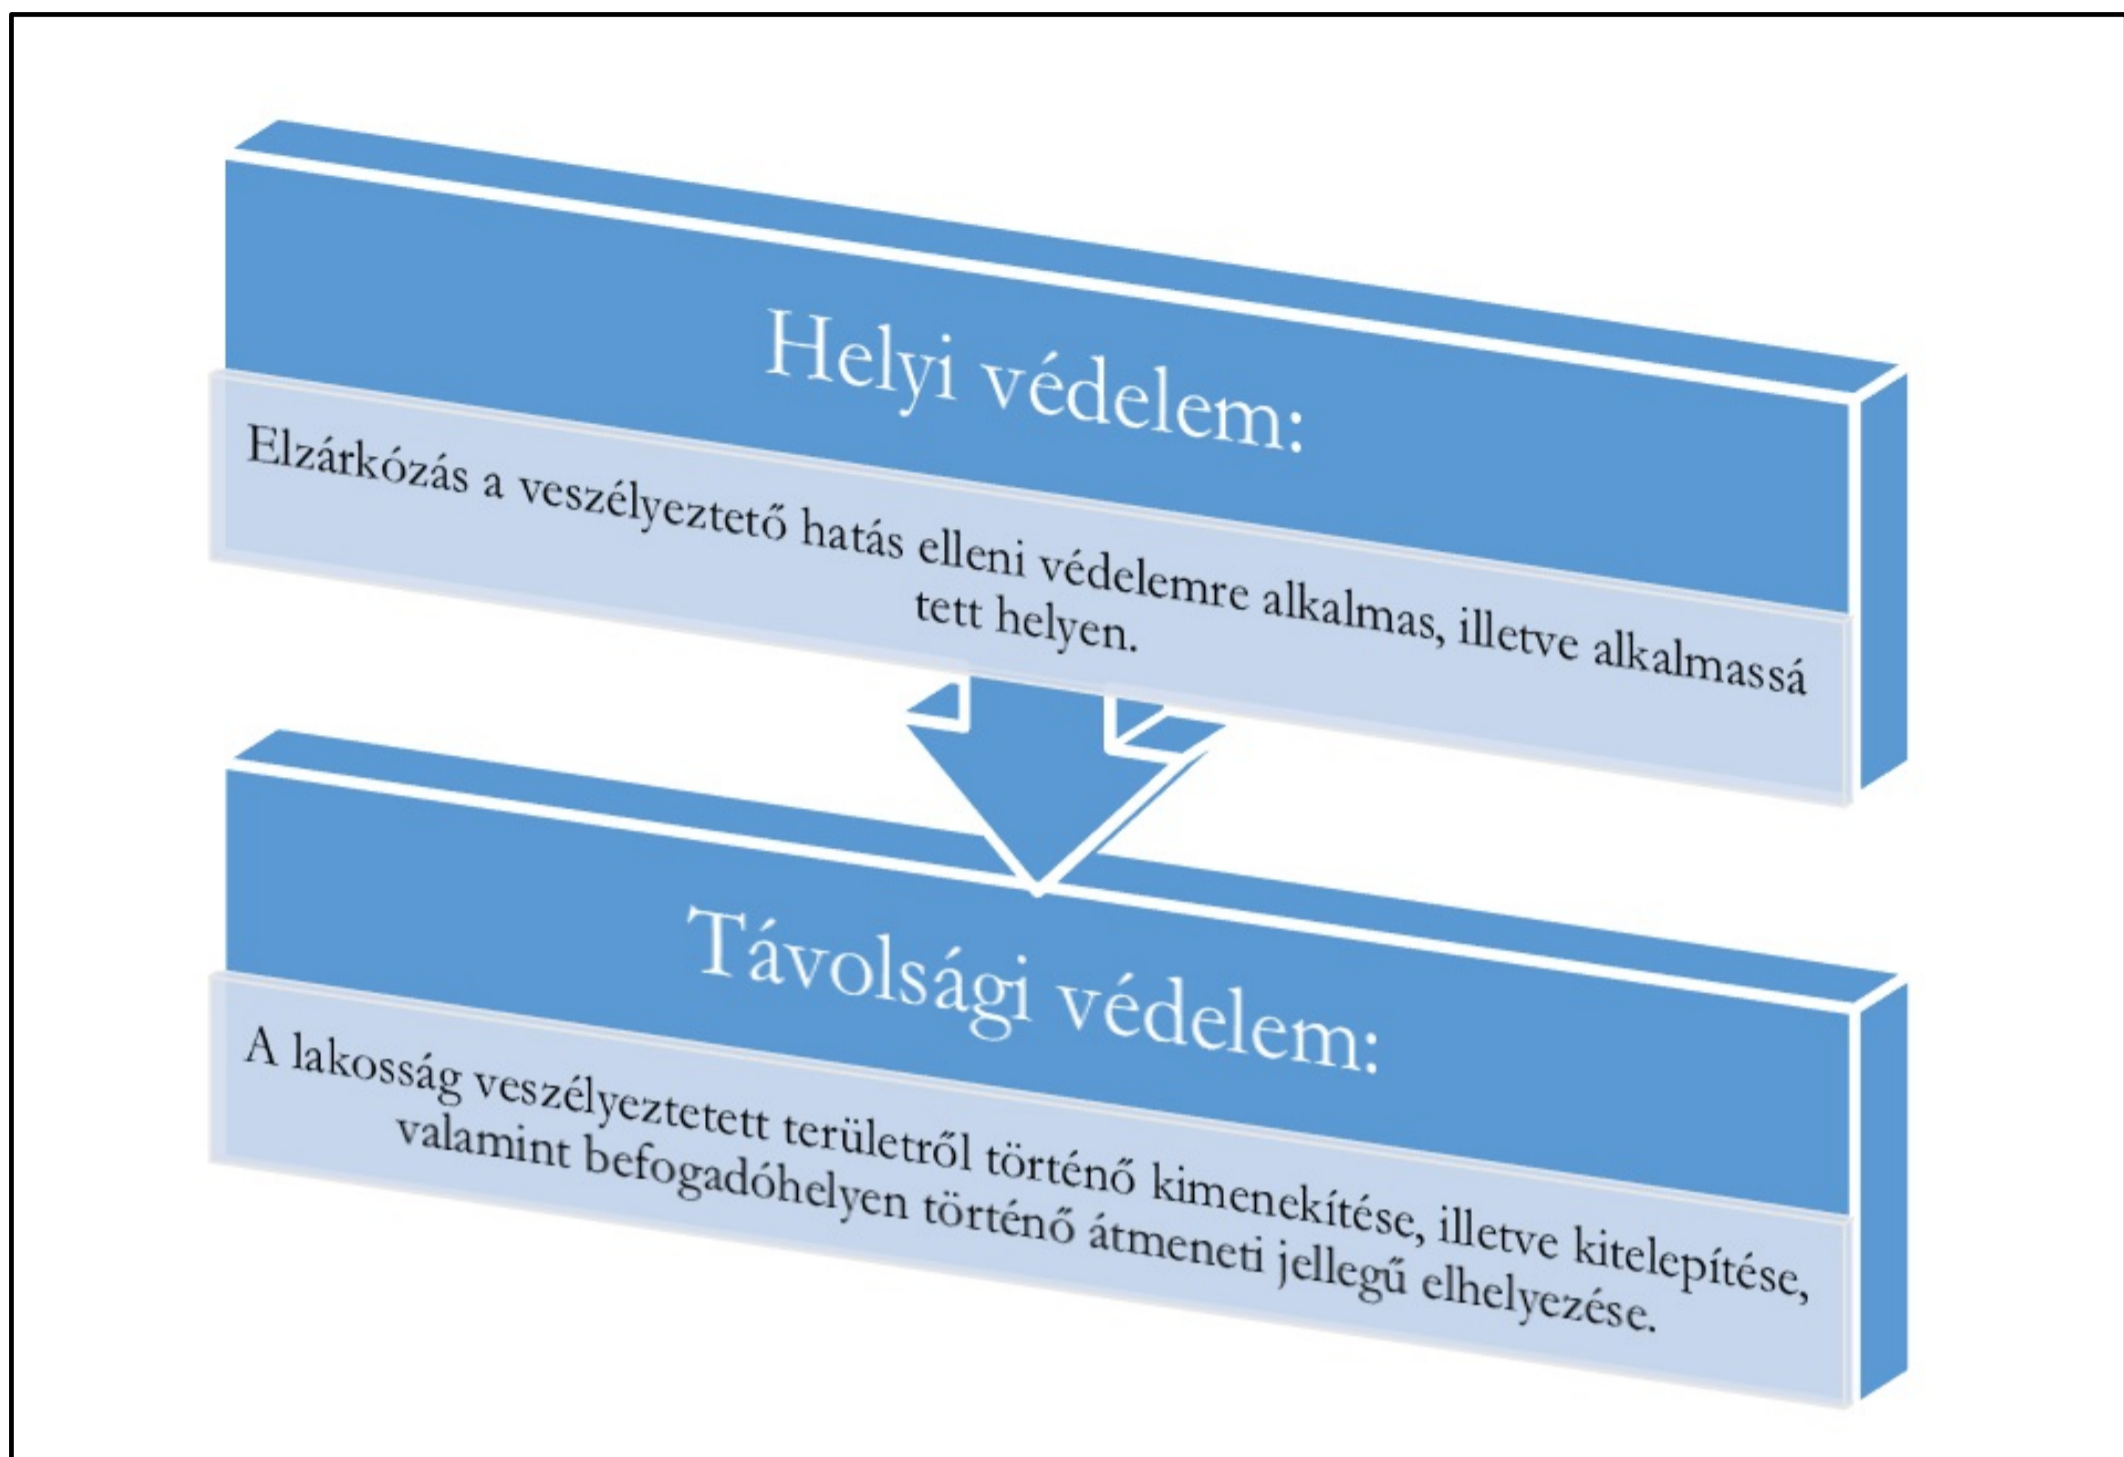 Helyi védelem:
Elzárkózás a veszélyeztető hatás elleni védelemre alkalmas, illetve alkalmassá
tett helyen.
Távolsági védelem:
A lakosság veszélyeztetett területről történő kimenekítése, illetve kitelepítése,
valamint befogadóhelyen történő átmeneti jellegű elhelyezése.